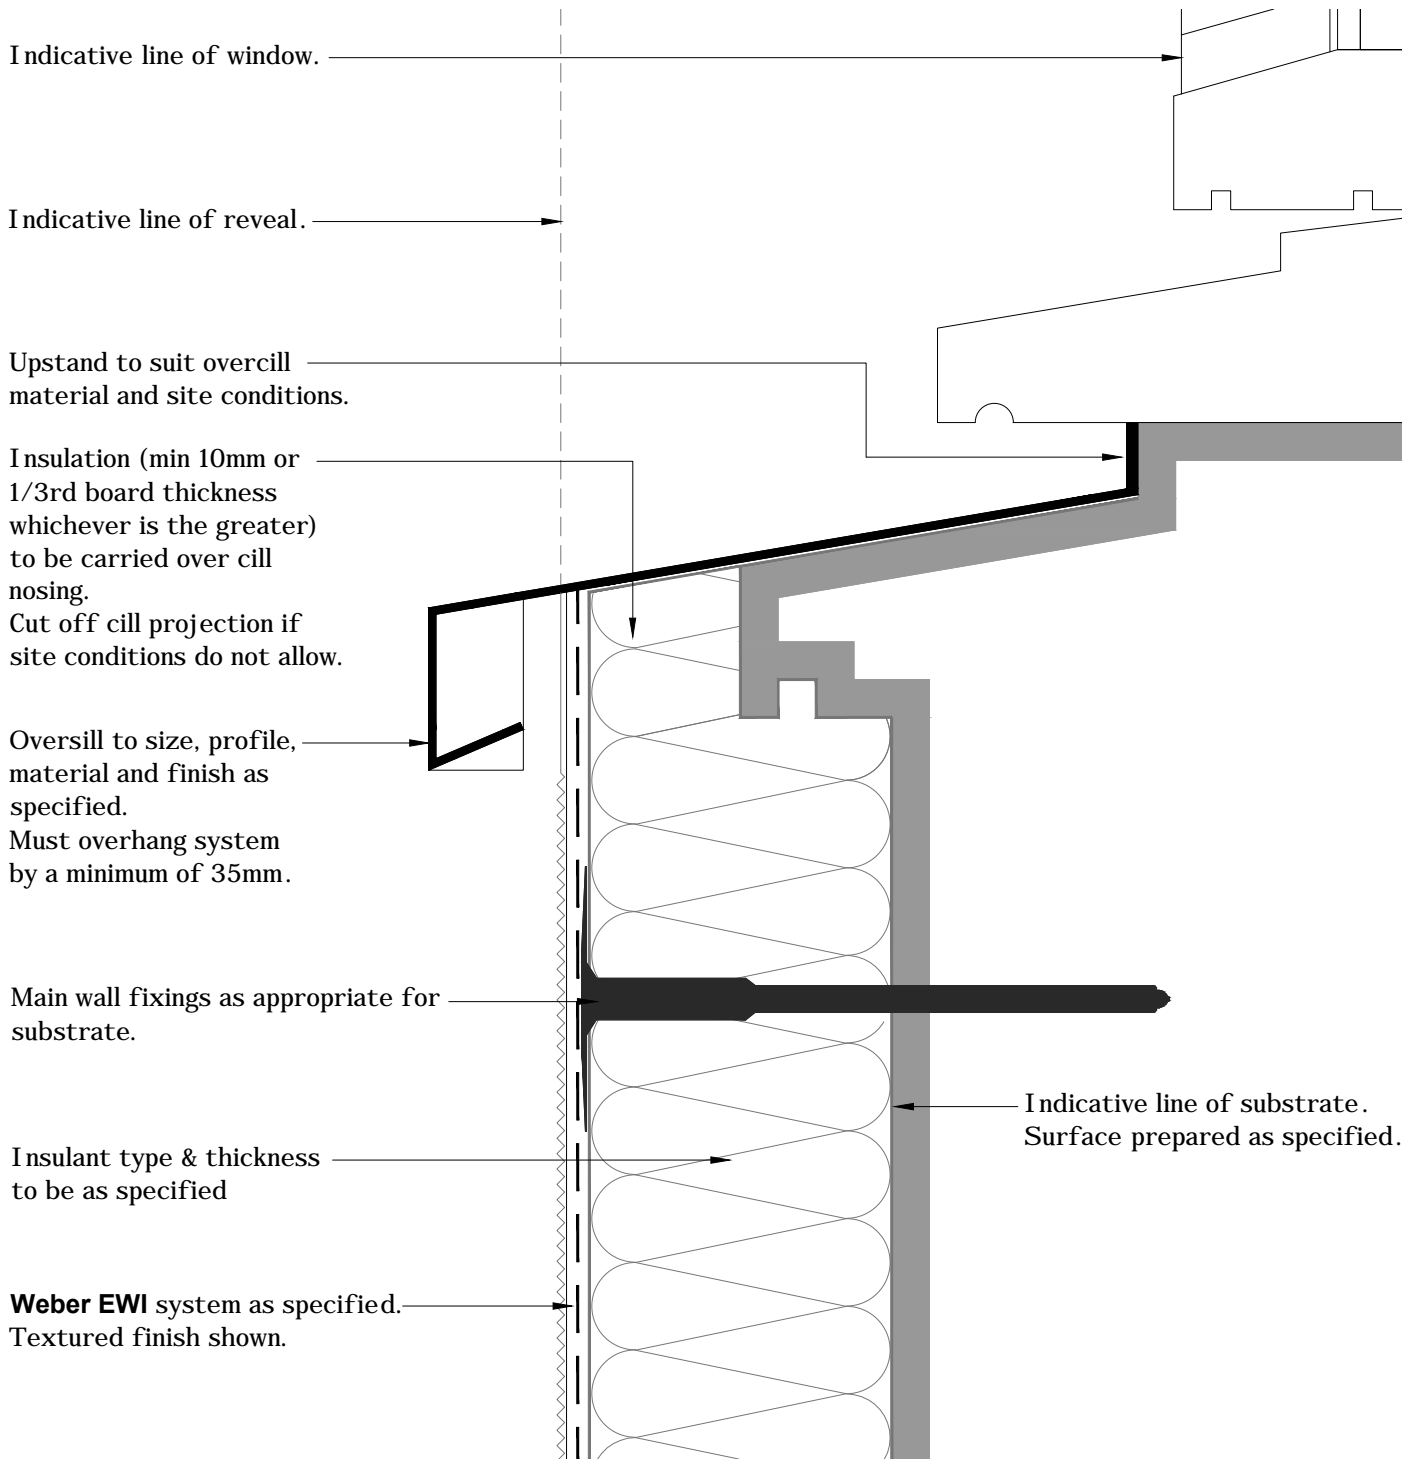 Indicative line of window.
Indicative line of reveal.
Upstand to suit overcill
material and site conditions.
Insulation (min 10mm or
1/3rd board thickness
whichever is the greater)
to be carried over cill
nosing.
Cut off cill projection if
site conditions do not allow.
Oversill to size, profile,
material and finish as
specified.
Must overhang system
by a minimum of 35mm.
Main wall fixings as appropriate for
substrate.
Indicative line of substrate.
Surface prepared as specified.
Insulant type & thickness
to be as specified
Weber EWI system as specified.
Textured finish shown.